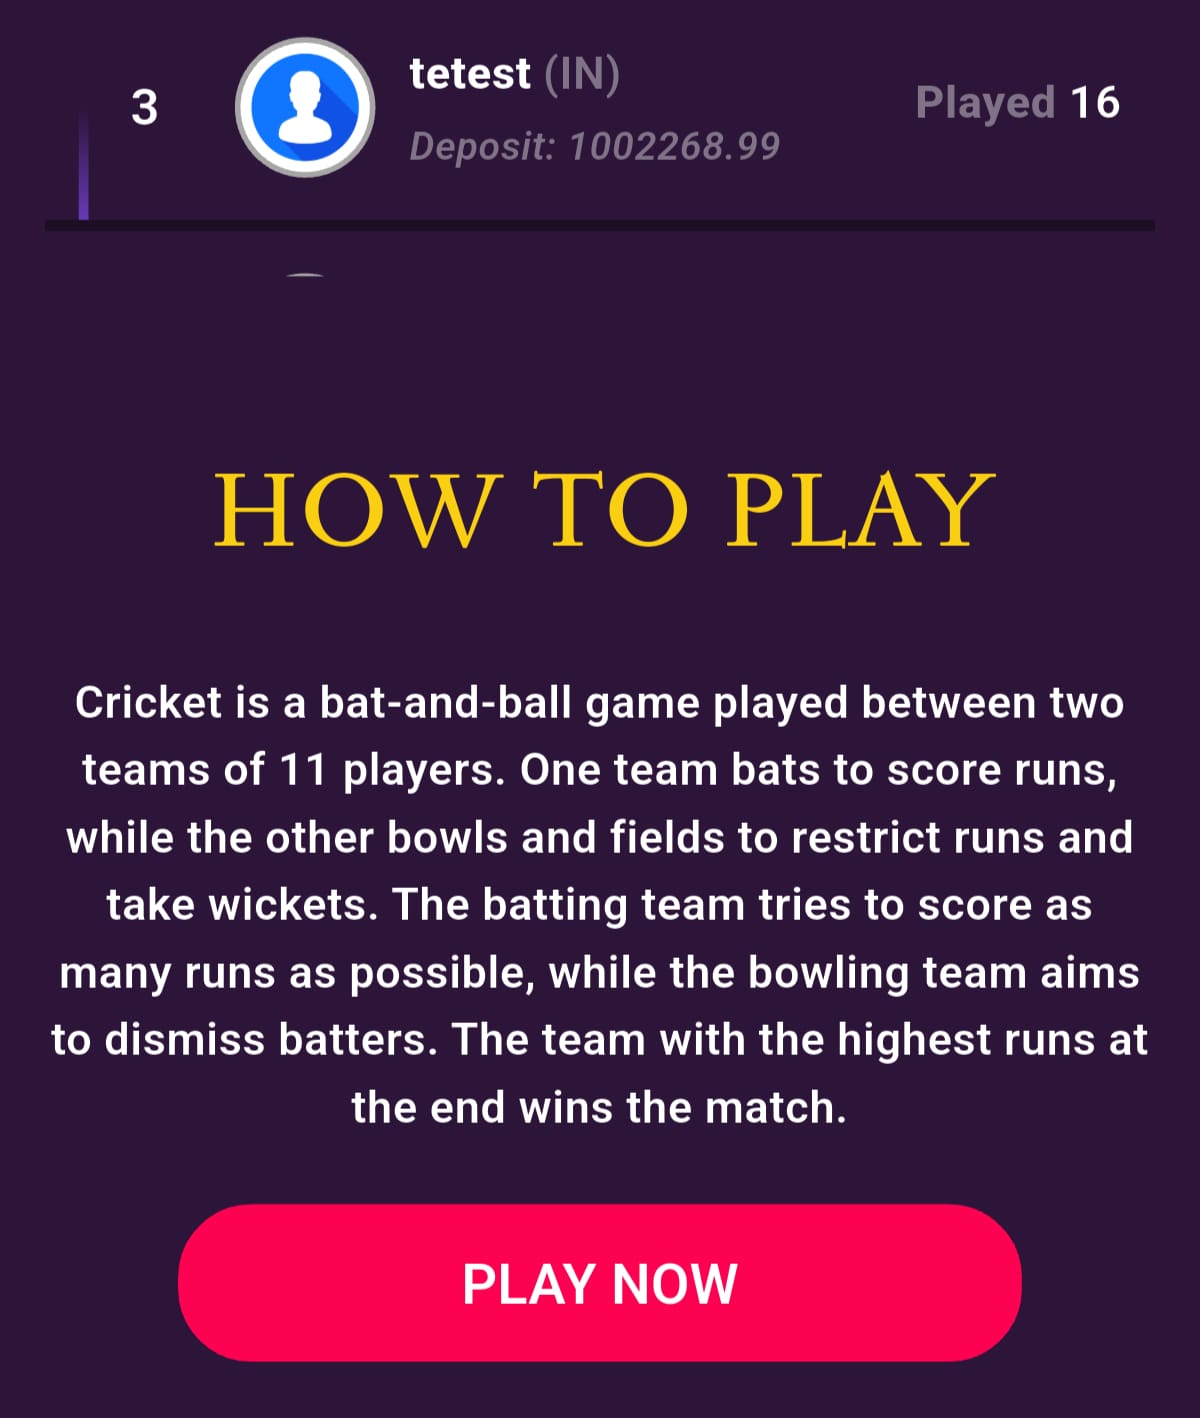 3
tetest (IN)
Deposit: 1002268.99
Played 16
HOW TO PLAY
Cricket is a bat-and-ball game played between two
teams of 11 players. One team bats to score runs,
while the other bowls and fields to restrict runs and
take wickets. The batting team tries to score as
many runs as possible, while the bowling team aims
to dismiss batters. The team with the highest runs at
the end wins the match.
PLAY NOW